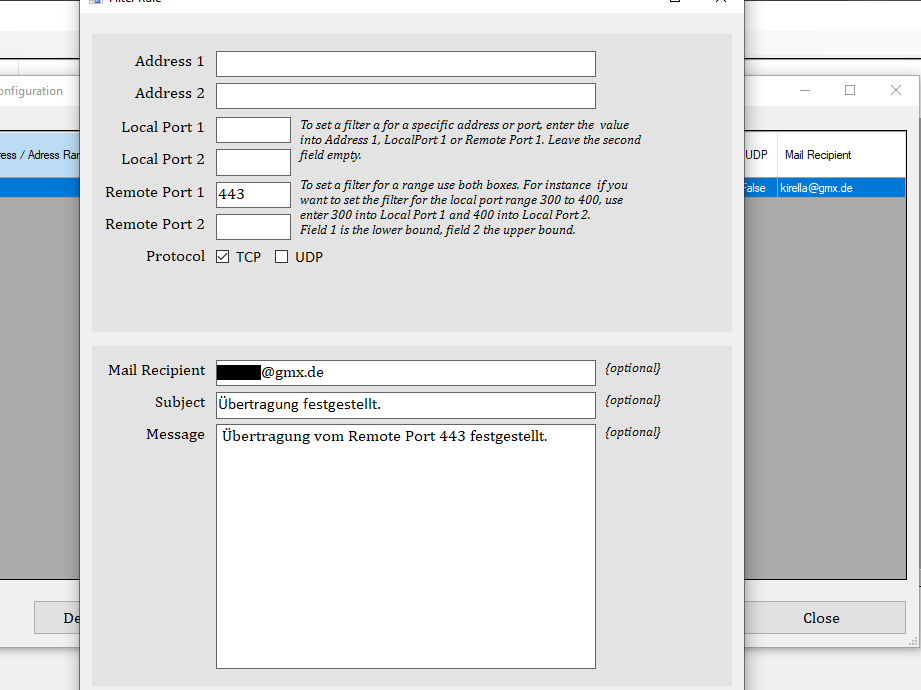 Filter Rule
onfiguration
Address 1
Address 2
Local Port 1
Local Port 2
Remote Port 1
443
Remote Port 2
To set a filter a for a specific address or port, enter the value
into Address 1, LocalPort 1 or Remote Port 1. Leave the second
field empty.
To set a filter for a range use both boxes. For instance if you
want to set the filter for the local port range 300 to 400, use
enter 300 into Local Port 1 and 400 into Local Port 2.
Field 1 is the lower bound, field 2 the upper bound.
Protocol TCP UDP
ess / Adress Ran
UDP Mail Recipient
False kirella@gmx.de
Mail Recipient @gmx.de {optional}
Subject Übertragung festgestellt. {optional}
Message Übertragung vom Remote Port 443 festgestellt. {optional}
De
Close